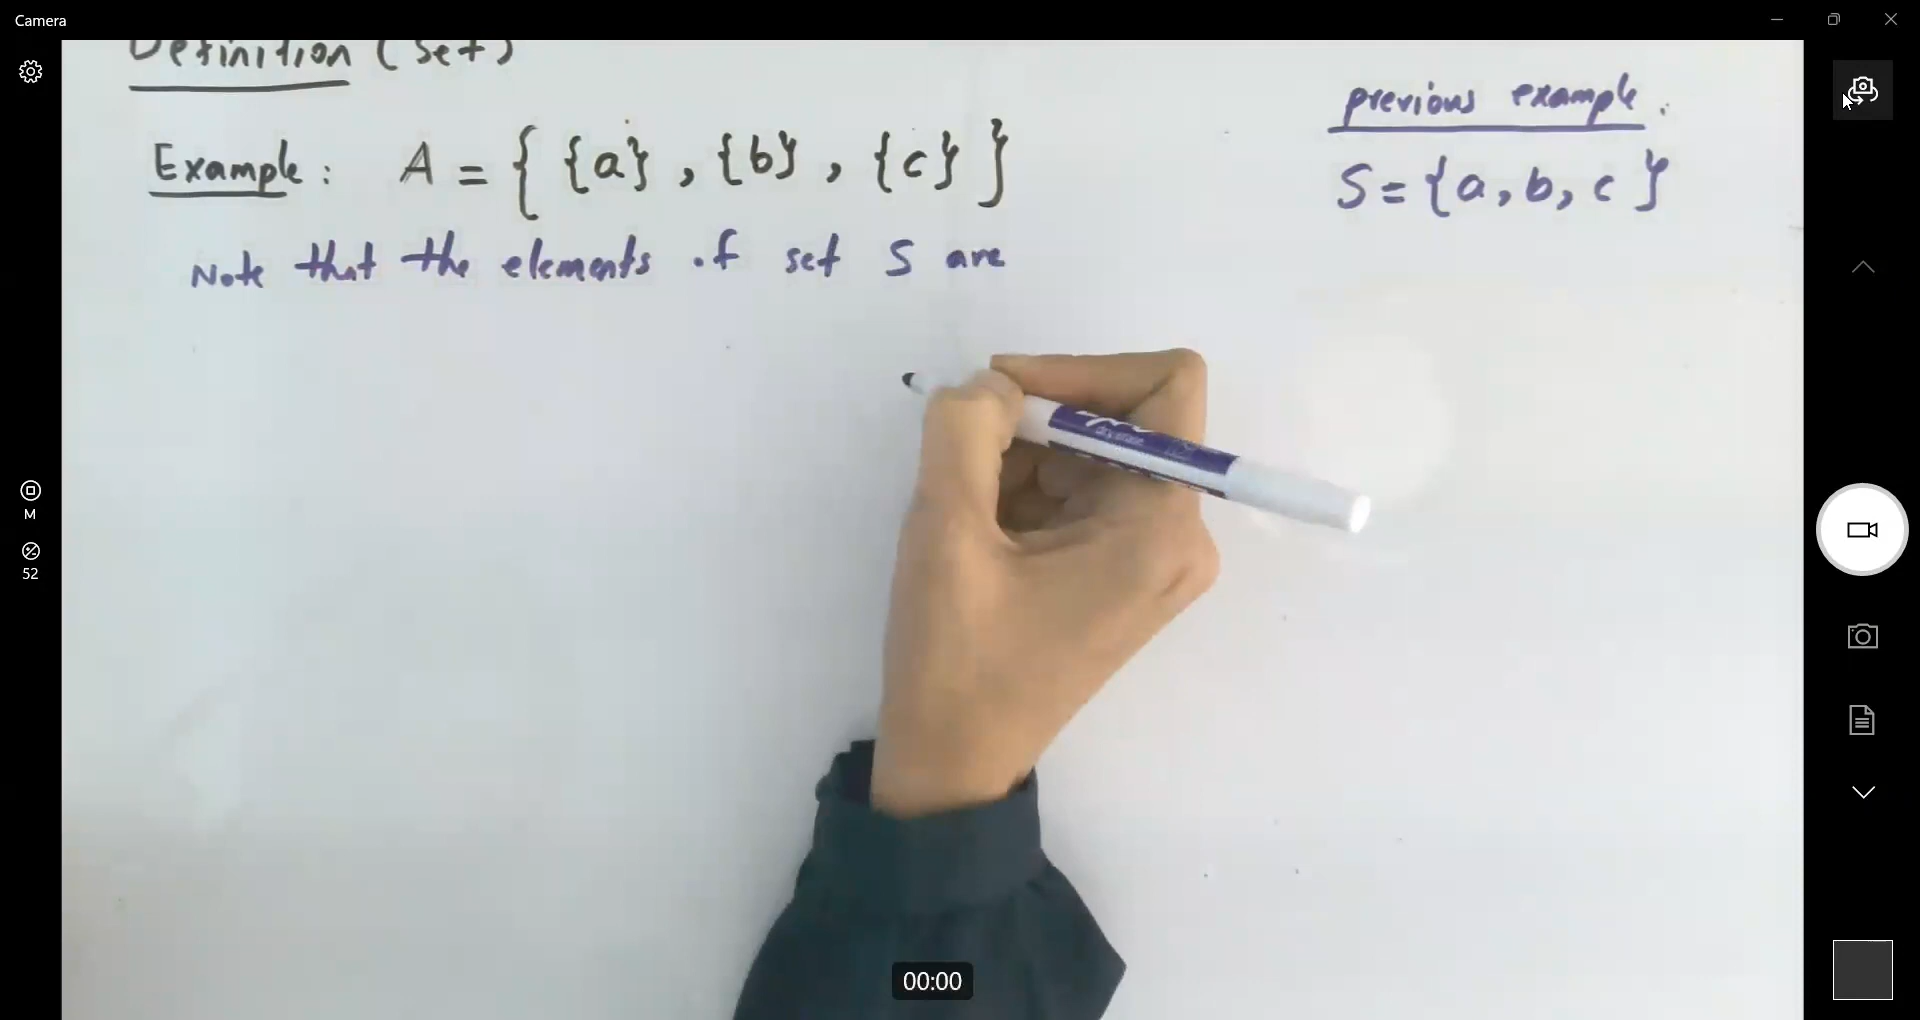 Camera
Definition (set)
previous example:
Example: A = { {a} , {b} , {c} }
S = {a, b, c }
Note that the elements of set S are
M
52
00:00